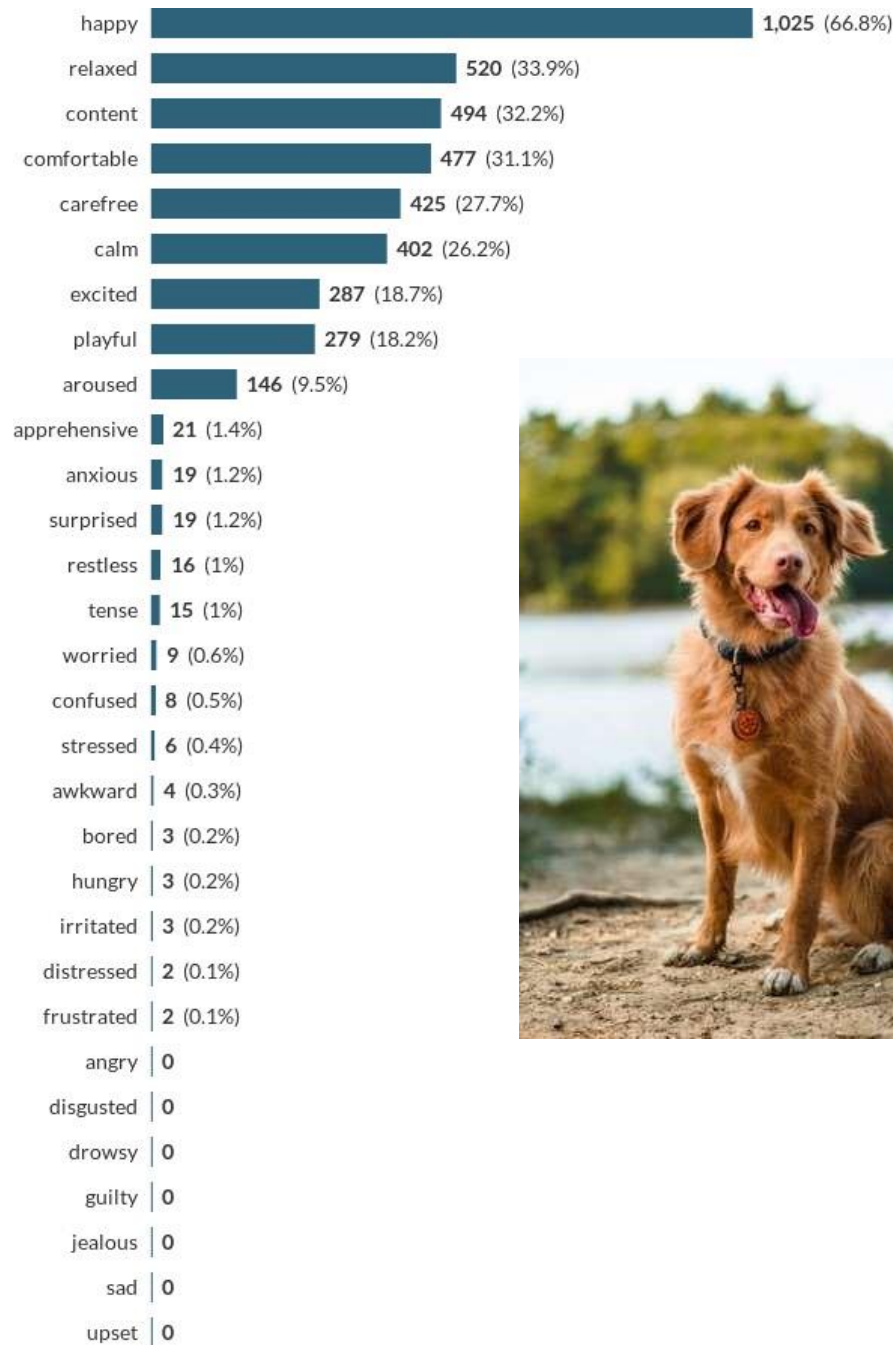 happy 1,025 (66.8%)
relaxed 520 (33.9%)
content 494 (32.2%)
comfortable 477 (31.1%)
carefree 425 (27.7%)
calm 402 (26.2%)
excited 287 (18.7%)
playful 279 (18.2%)
aroused 146 (9.5%)
apprehensive 21 (1.4%)
anxious 19 (1.2%)
surprised 19 (1.2%)
restless 16 (1%)
tense 15 (1%)
worried 9 (0.6%)
confused 8 (0.5%)
stressed 6 (0.4%)
awkward 4 (0.3%)
bored 3 (0.2%)
hungry 3 (0.2%)
irritated 3 (0.2%)
distressed 2 (0.1%)
frustrated 2 (0.1%)
angry 0
disgusted 0
drowsy 0
guilty 0
jealous 0
sad 0
upset 0